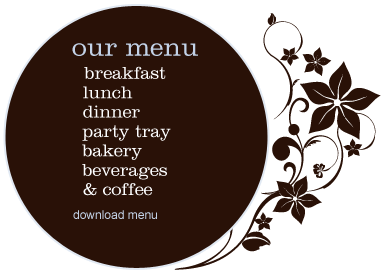 our menu
breakfast
lunch
dinner
party tray
bakery
beverages
& coffee
download menu